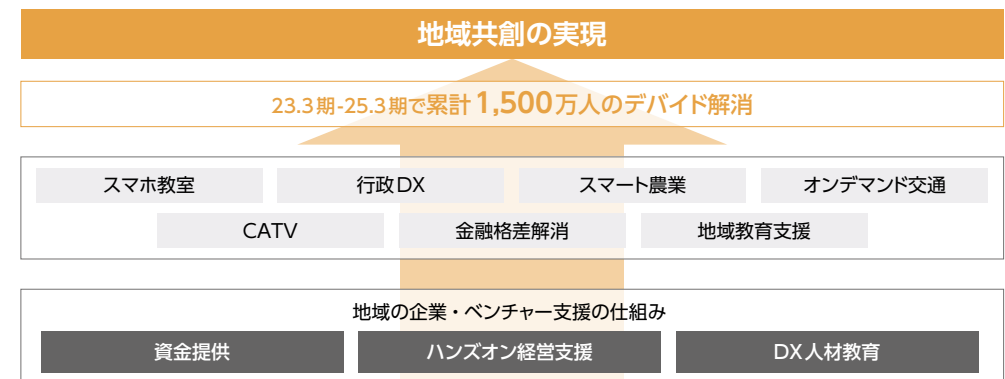 地域共創の実現
23.3期-25.3期で累計1,500万人のデバイド解消
スマホ教室 行政DX スマート農業 オンデマンド交通
CATV 金融格差解消 地域教育支援
地域の企業・ベンチャー支援の仕組み
資金提供 ハンズオン経営支援 DX人材教育